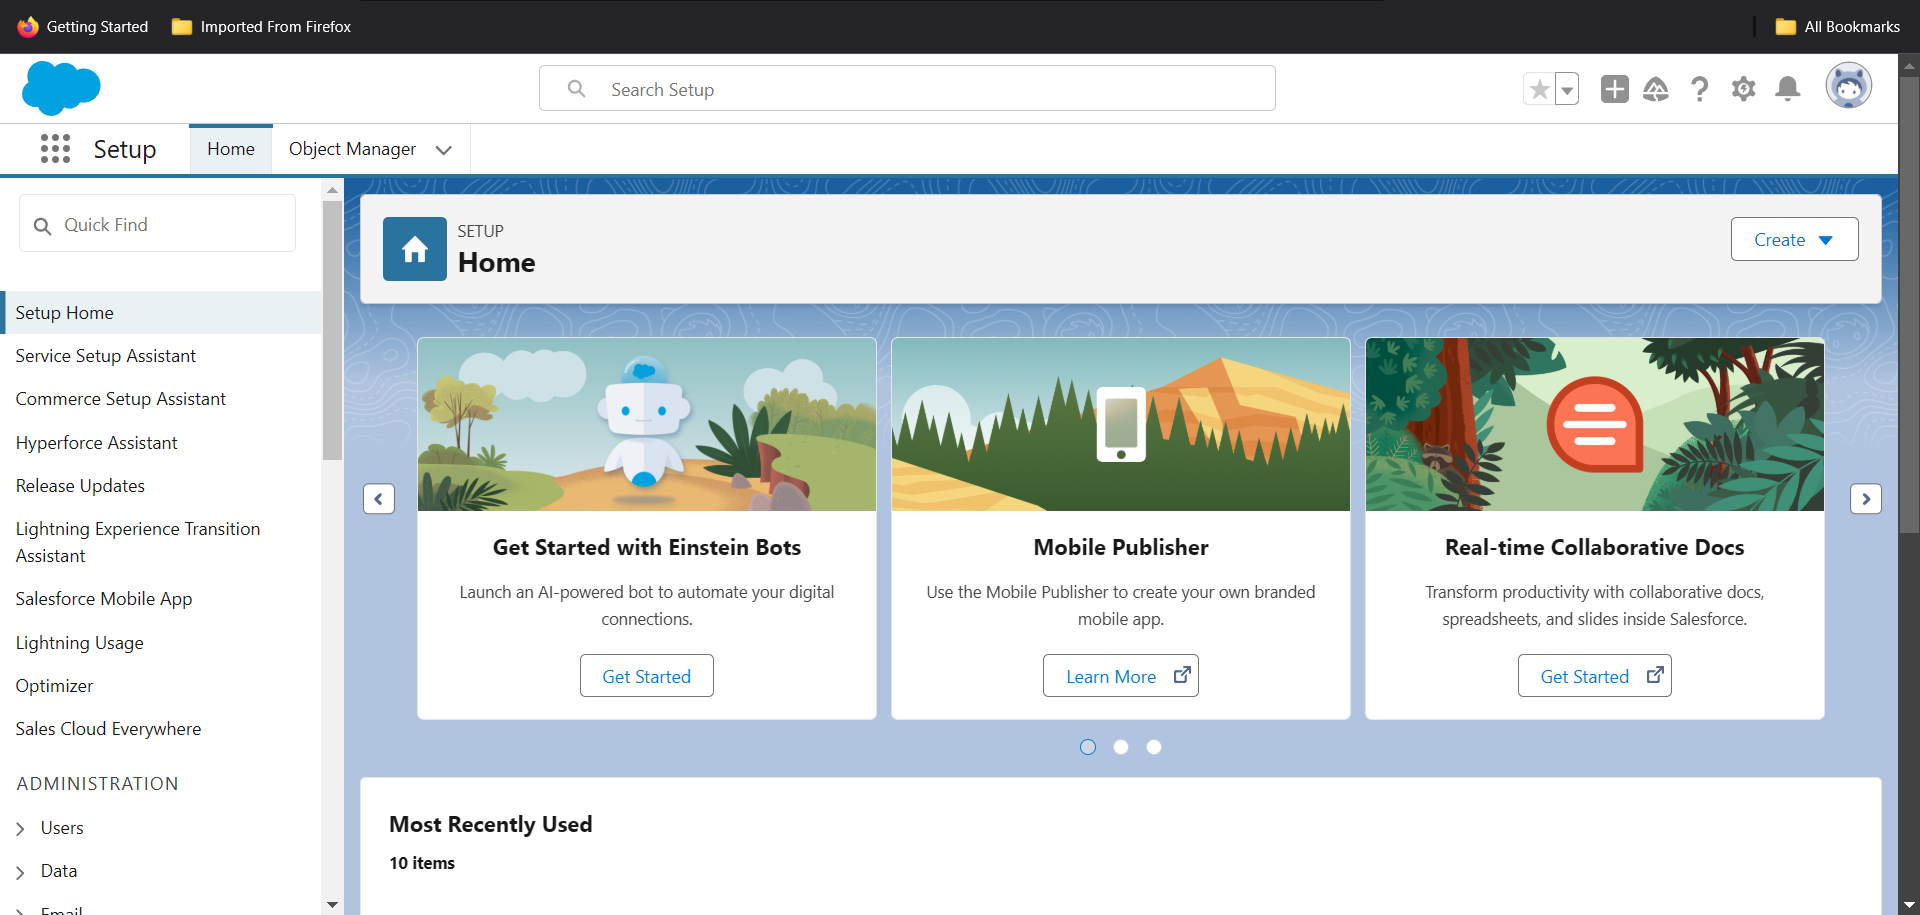 Getting Started
Imported From Firefox
All Bookmarks
Search Setup
Setup
Home
Object Manager
Quick Find
Setup Home
Service Setup Assistant
Commerce Setup Assistant
Hyperforce Assistant
Release Updates
Lightning Experience Transition
Assistant
Salesforce Mobile App
Lightning Usage
Optimizer
Sales Cloud Everywhere
ADMINISTRATION
Users
Data
Email
SETUP
Home
Create
Get Started with Einstein Bots
Launch an AI-powered bot to automate your digital
connections.
Get Started
Mobile Publisher
Use the Mobile Publisher to create your own branded
mobile app.
Learn More
Real-time Collaborative Docs
Transform productivity with collaborative docs,
spreadsheets, and slides inside Salesforce.
Get Started
Most Recently Used
10 items